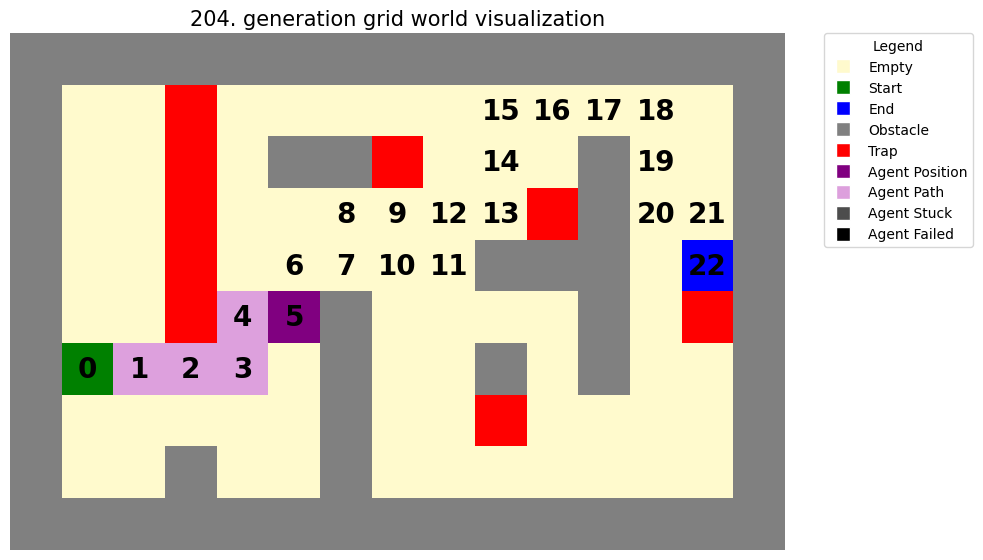 204. generation grid world visualization
15 16 17 18
14 19
8 9 12 13 20 21
6 7 10 11 22
4 5
0 1 2 3
Legend
Empty
Start
End
Obstacle
Trap
Agent Position
Agent Path
Agent Stuck
Agent Failed